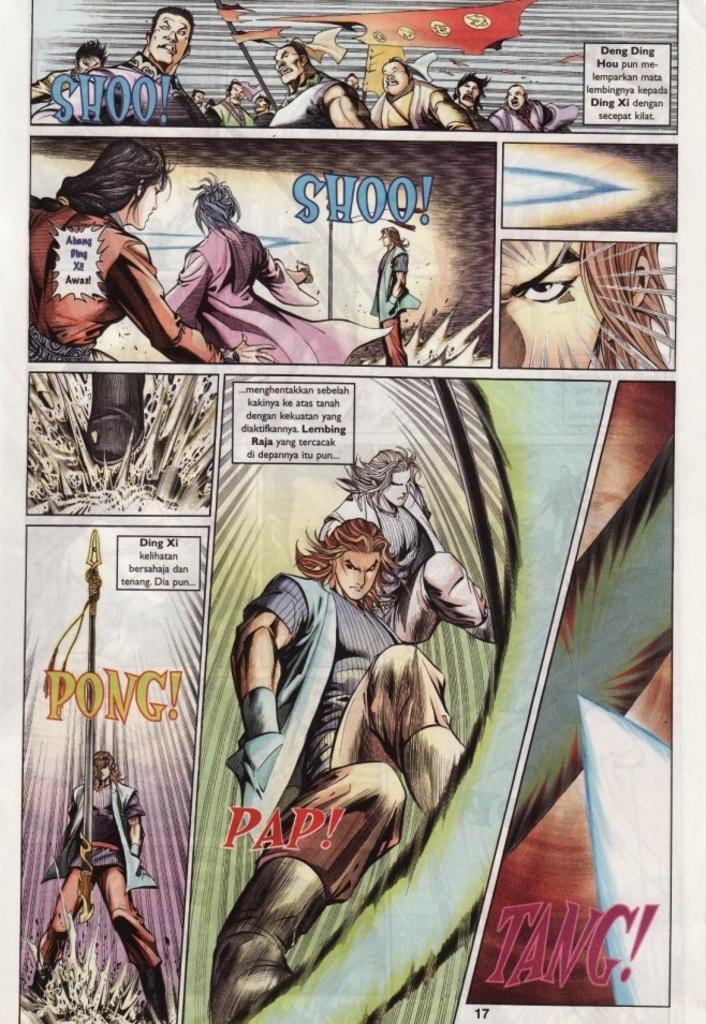 SHOO!
Deng Ding
Hou pun me-
lemparkan mata
lembingnya kepada
Ding Xi dengan
secepat kilat.
SHOO!
Abang
Ding
Xi!
Awas!
...menghentakkan sebelah
kakinya ke atas tanah
dengan kekuatan yang
diaktifkannya. Lembing
Raja yang tercacak
di depannya itu pun...
Ding Xi
kelihatan
bersahaja dan
tenang. Dia pun...
PONG!
PAP!
TANG!
17